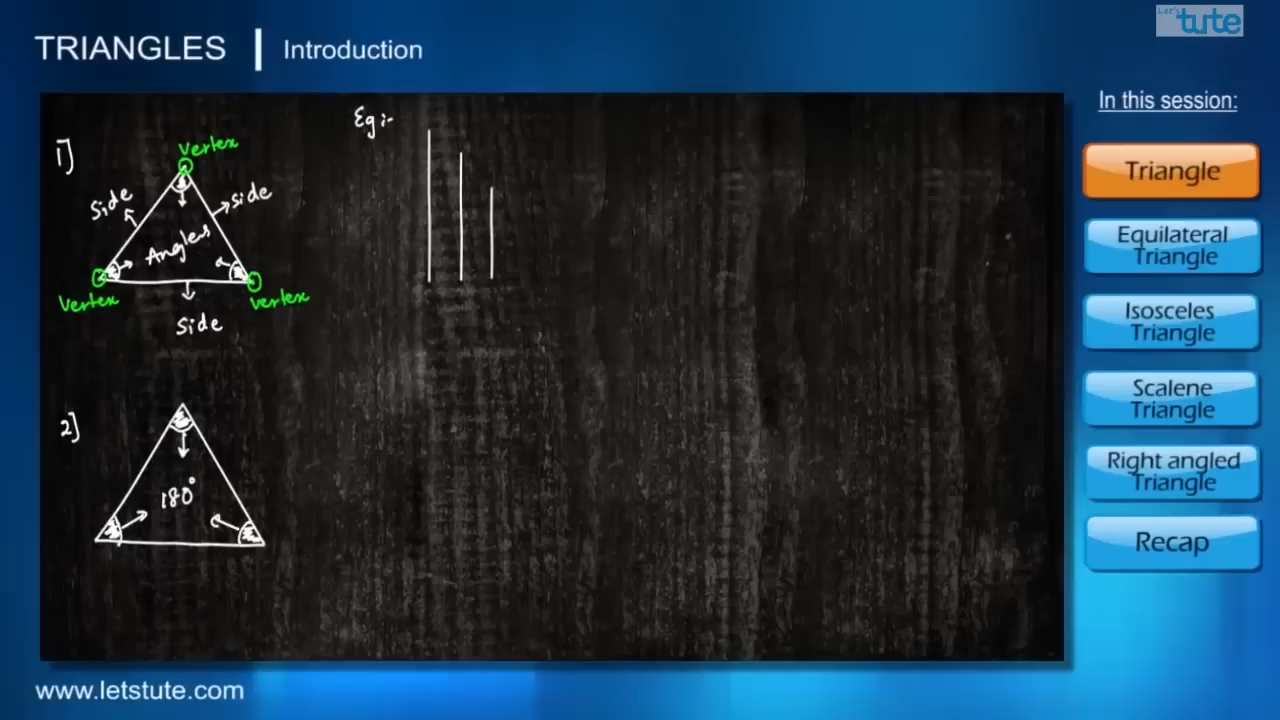 TRIANGLES | Introduction
Let's
tute
In this session:
Triangle
Equilateral
Triangle
Isosceles
Triangle
Scalene
Triangle
Right angled
Triangle
Recap
1]
Vertex
Side
Side
Angles
Vertex
Vertex
Side
Eg :-
2]
180°
www.letstute.com